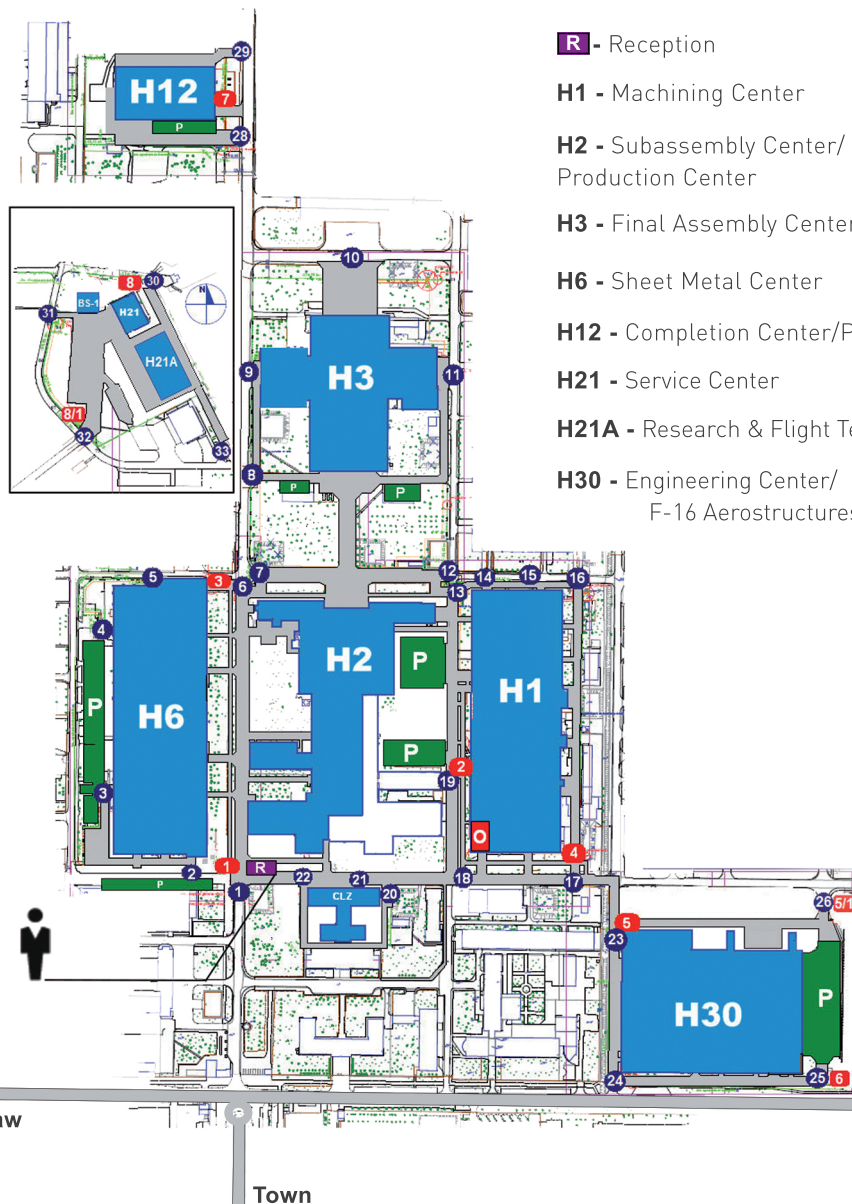 R - Reception
H1 - Machining Center
H2 - Subassembly Center/
Production Center
H3 - Final Assembly Center
H6 - Sheet Metal Center
H12 - Completion Center/P
H21 - Service Center
H21A - Research & Flight Te
H30 - Engineering Center/
F-16 Aerostructures
29
H12
7
P
28
10
8
30
BS-1
H21
N
31
H21A
8/1
32
33
9
H3
11
8
P
P
5
3
6
7
12
13
14
15
16
4
H2
P
H1
P
H6
P
3
2
19
O
4
1
R
2
22
21
20
18
17
P
1
CLZ
26
5/1
5
23
P
H30
24
25
6
aw
Town